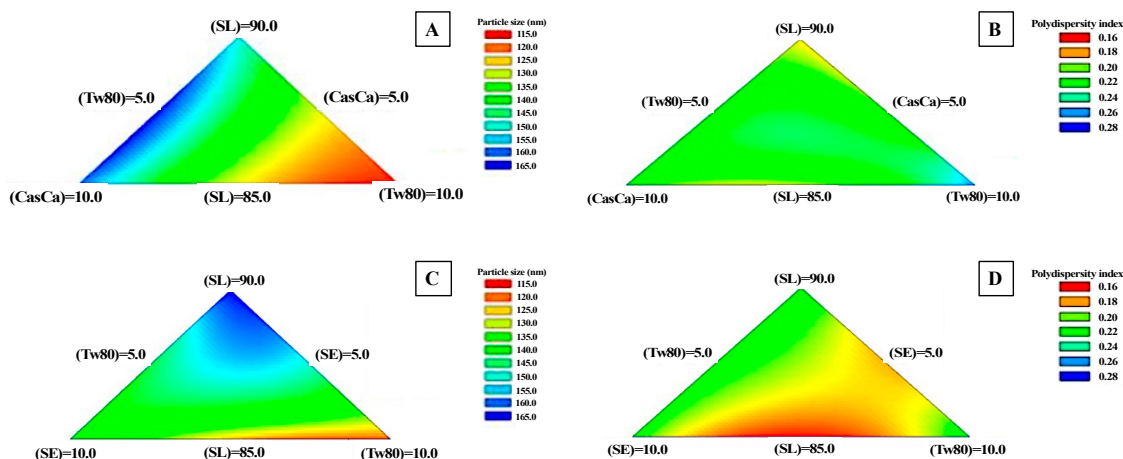 A
(SL)=90.0
(Tw80)=5.0
(CasCa)=5.0
(CasCa)=10.0
(SL)=85.0
(Tw80)=10.0
Particle size (nm)
115.0
120.0
125.0
130.0
135.0
140.0
145.0
150.0
155.0
160.0
165.0
B
(SL)=90.0
(Tw80)=5.0
(CasCa)=5.0
(CasCa)=10.0
(SL)=85.0
(Tw80)=10.0
Polydispersity index
0.16
0.18
0.20
0.22
0.24
0.26
0.28
C
(SL)=90.0
(Tw80)=5.0
(SE)=5.0
(SE)=10.0
(SL)=85.0
(Tw80)=10.0
Particle size (nm)
115.0
120.0
125.0
130.0
135.0
140.0
145.0
150.0
155.0
160.0
165.0
D
(SL)=90.0
(Tw80)=5.0
(SE)=5.0
(SE)=10.0
(SL)=85.0
(Tw80)=10.0
Polydispersity index
0.16
0.18
0.20
0.22
0.24
0.26
0.28